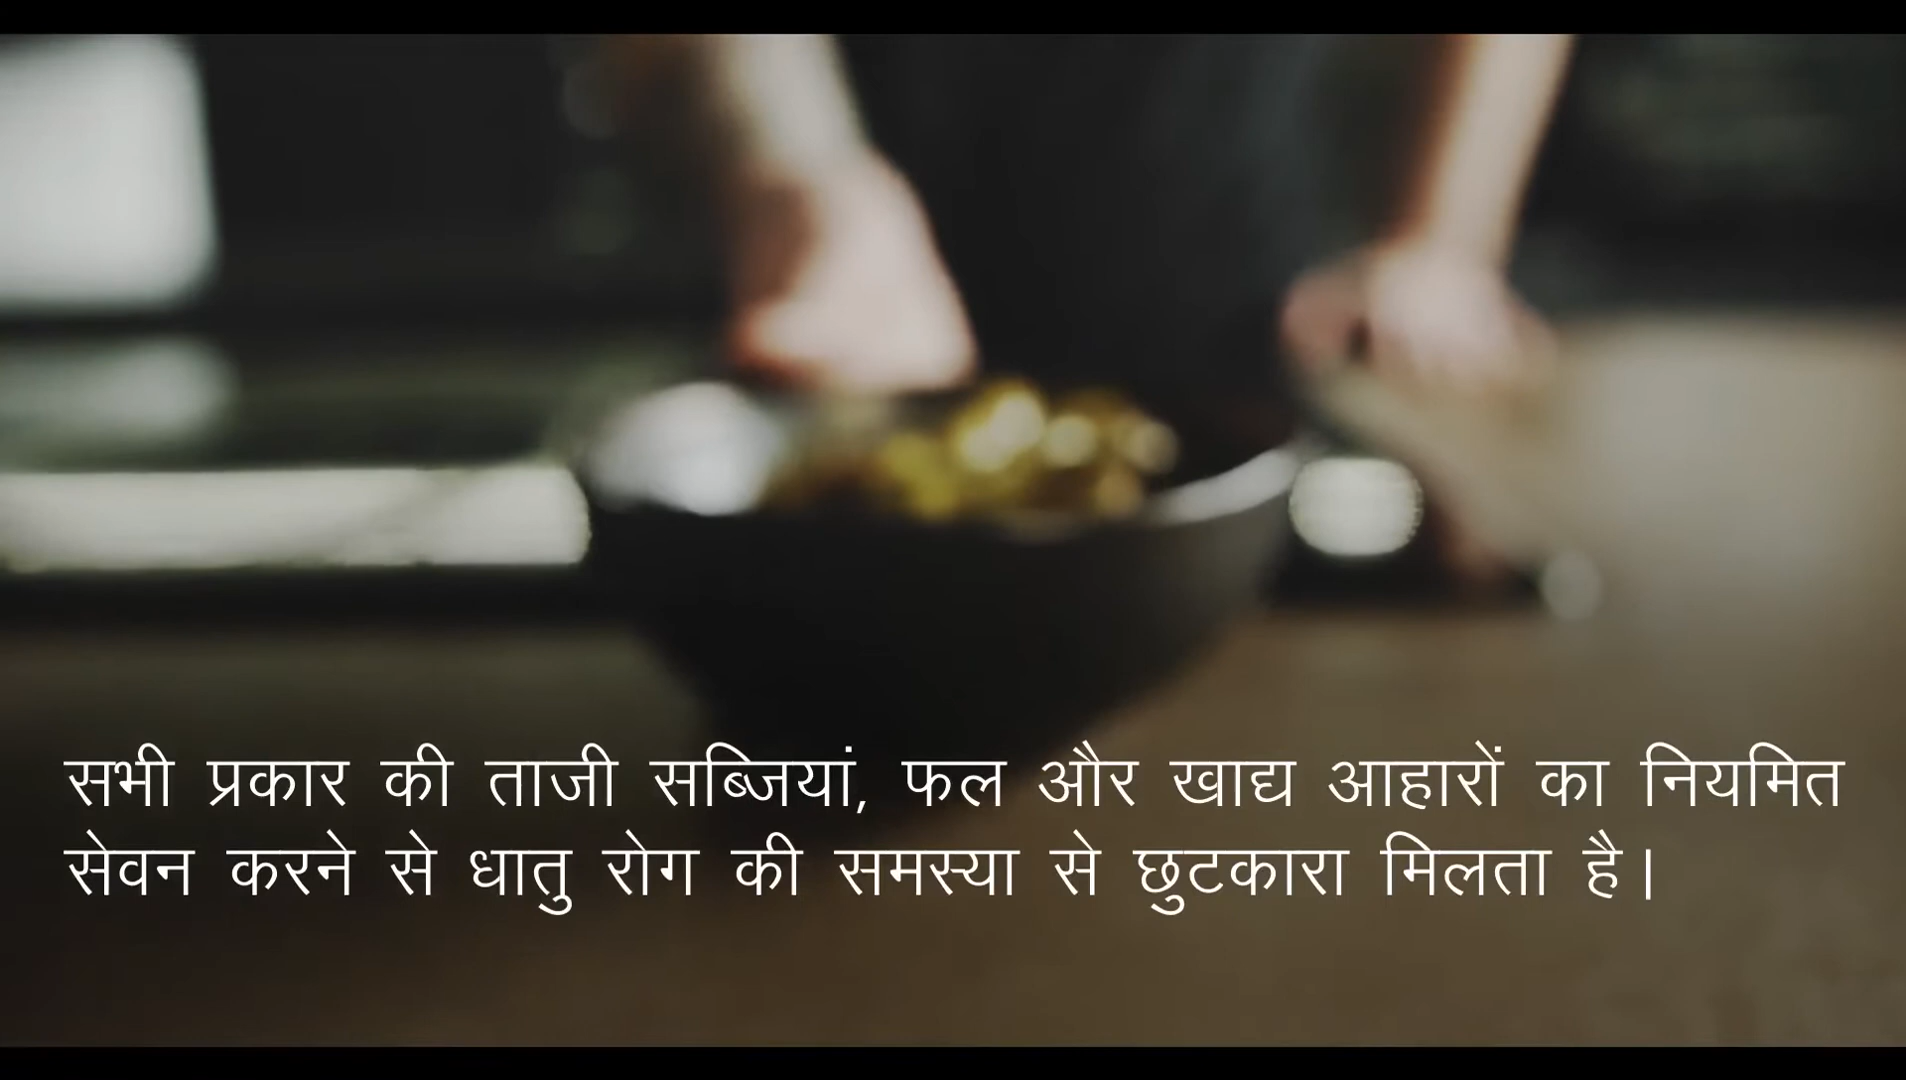 सभी प्रकार की ताजी सब्जियां, फल और खाद्य आहारों का नियमित
सेवन करने से धातु रोग की समस्या से छुटकारा मिलता है।